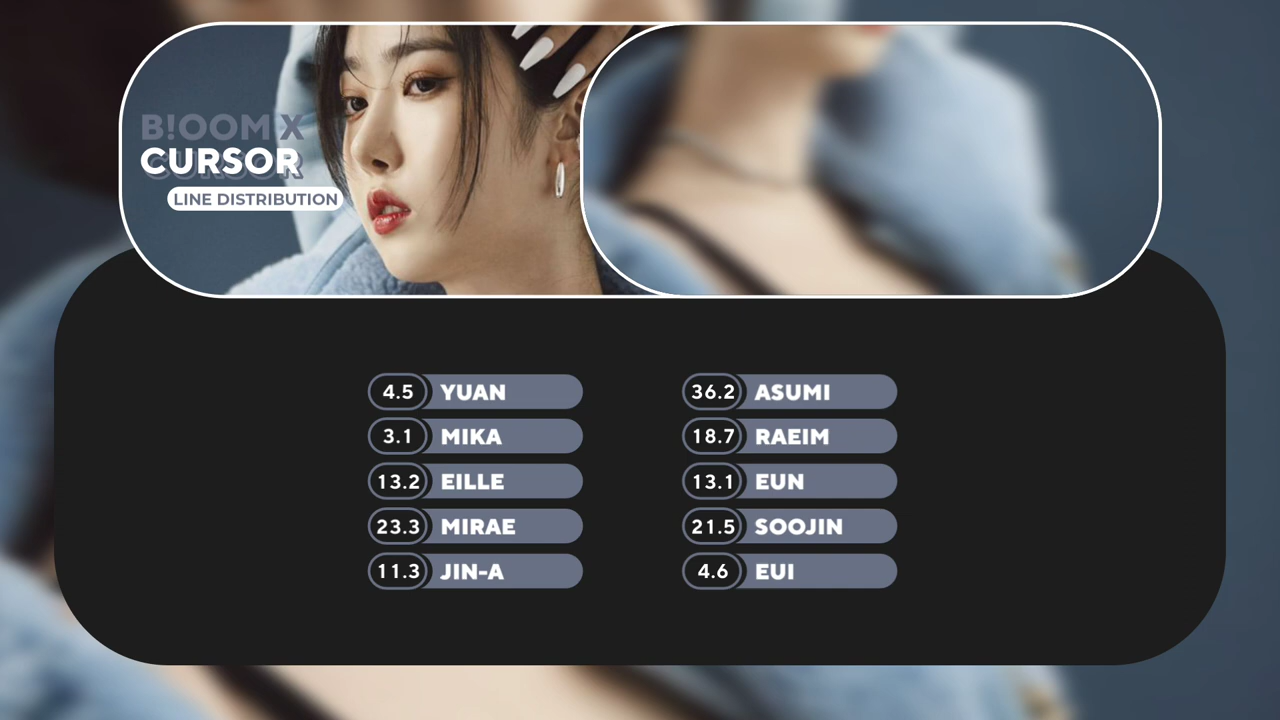 B!OOM X
CURSOR
LINE DISTRIBUTION
4.5 YUAN
3.1 MIKA
13.2 EILLE
23.3 MIRAE
11.3 JIN-A
36.2 ASUMI
18.7 RAEIM
13.1 EUN
21.5 SOOJIN
4.6 EUI